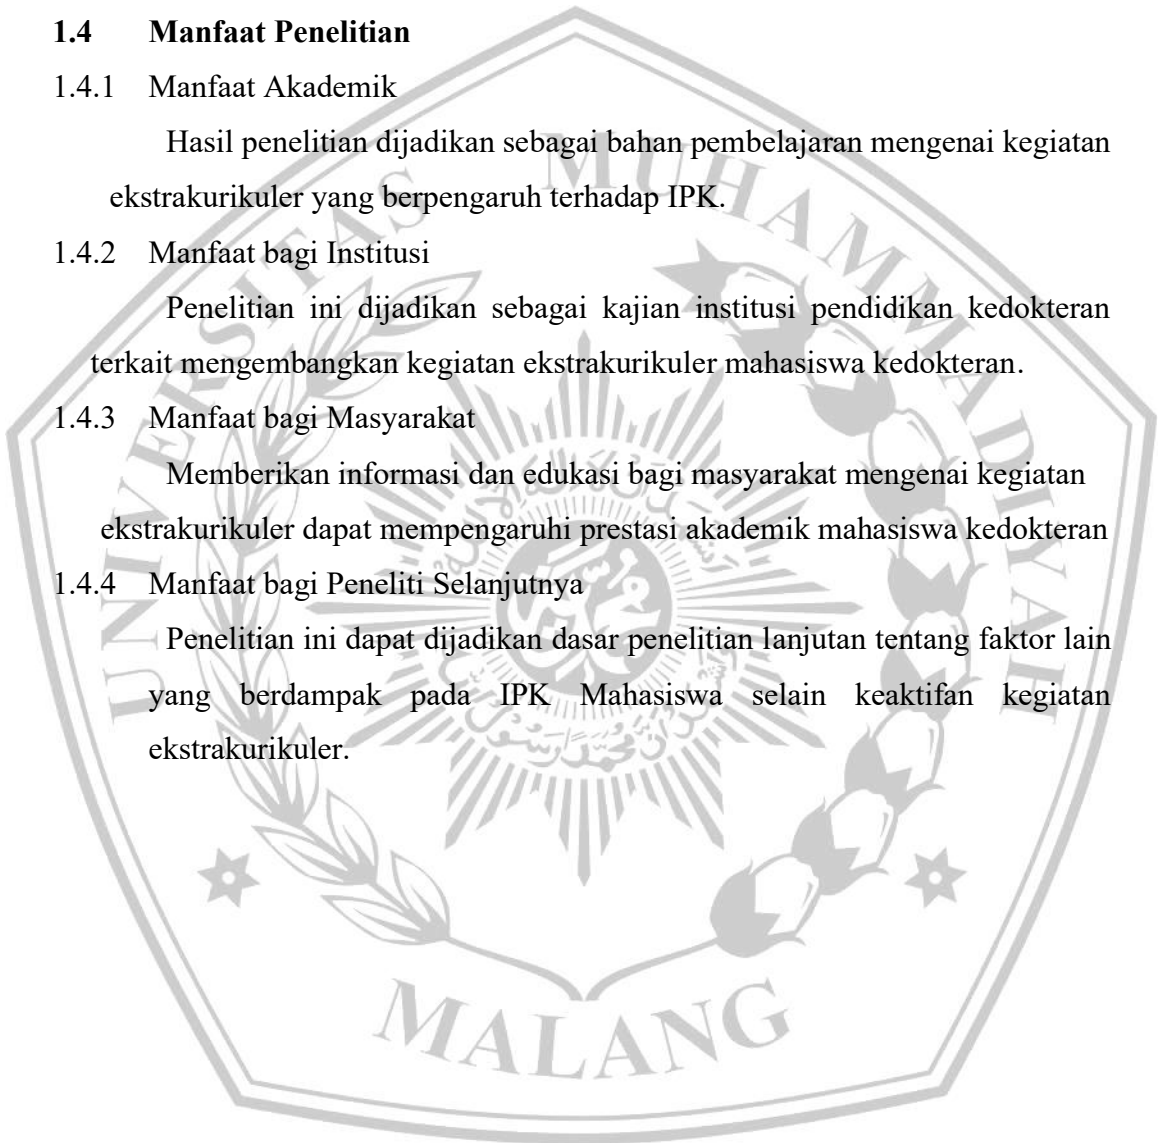 1.4 Manfaat Penelitian
1.4.1 Manfaat Akademik
Hasil penelitian dijadikan sebagai bahan pembelajaran mengenai kegiatan
ekstrakurikuler yang berpengaruh terhadap IPK.
1.4.2 Manfaat bagi Institusi
Penelitian ini dijadikan sebagai kajian institusi pendidikan kedokteran
terkait mengembangkan kegiatan ekstrakurikuler mahasiswa kedokteran.
1.4.3 Manfaat bagi Masyarakat
Memberikan informasi dan edukasi bagi masyarakat mengenai kegiatan
ekstrakurikuler dapat mempengaruhi prestasi akademik mahasiswa kedokteran
1.4.4 Manfaat bagi Peneliti Selanjutnya
Penelitian ini dapat dijadikan dasar penelitian lanjutan tentang faktor lain
yang berdampak pada IPK Mahasiswa selain keaktifan kegiatan
ekstrakurikuler.
UNIVERSITAS MUHAMMADIYAH
MALANG